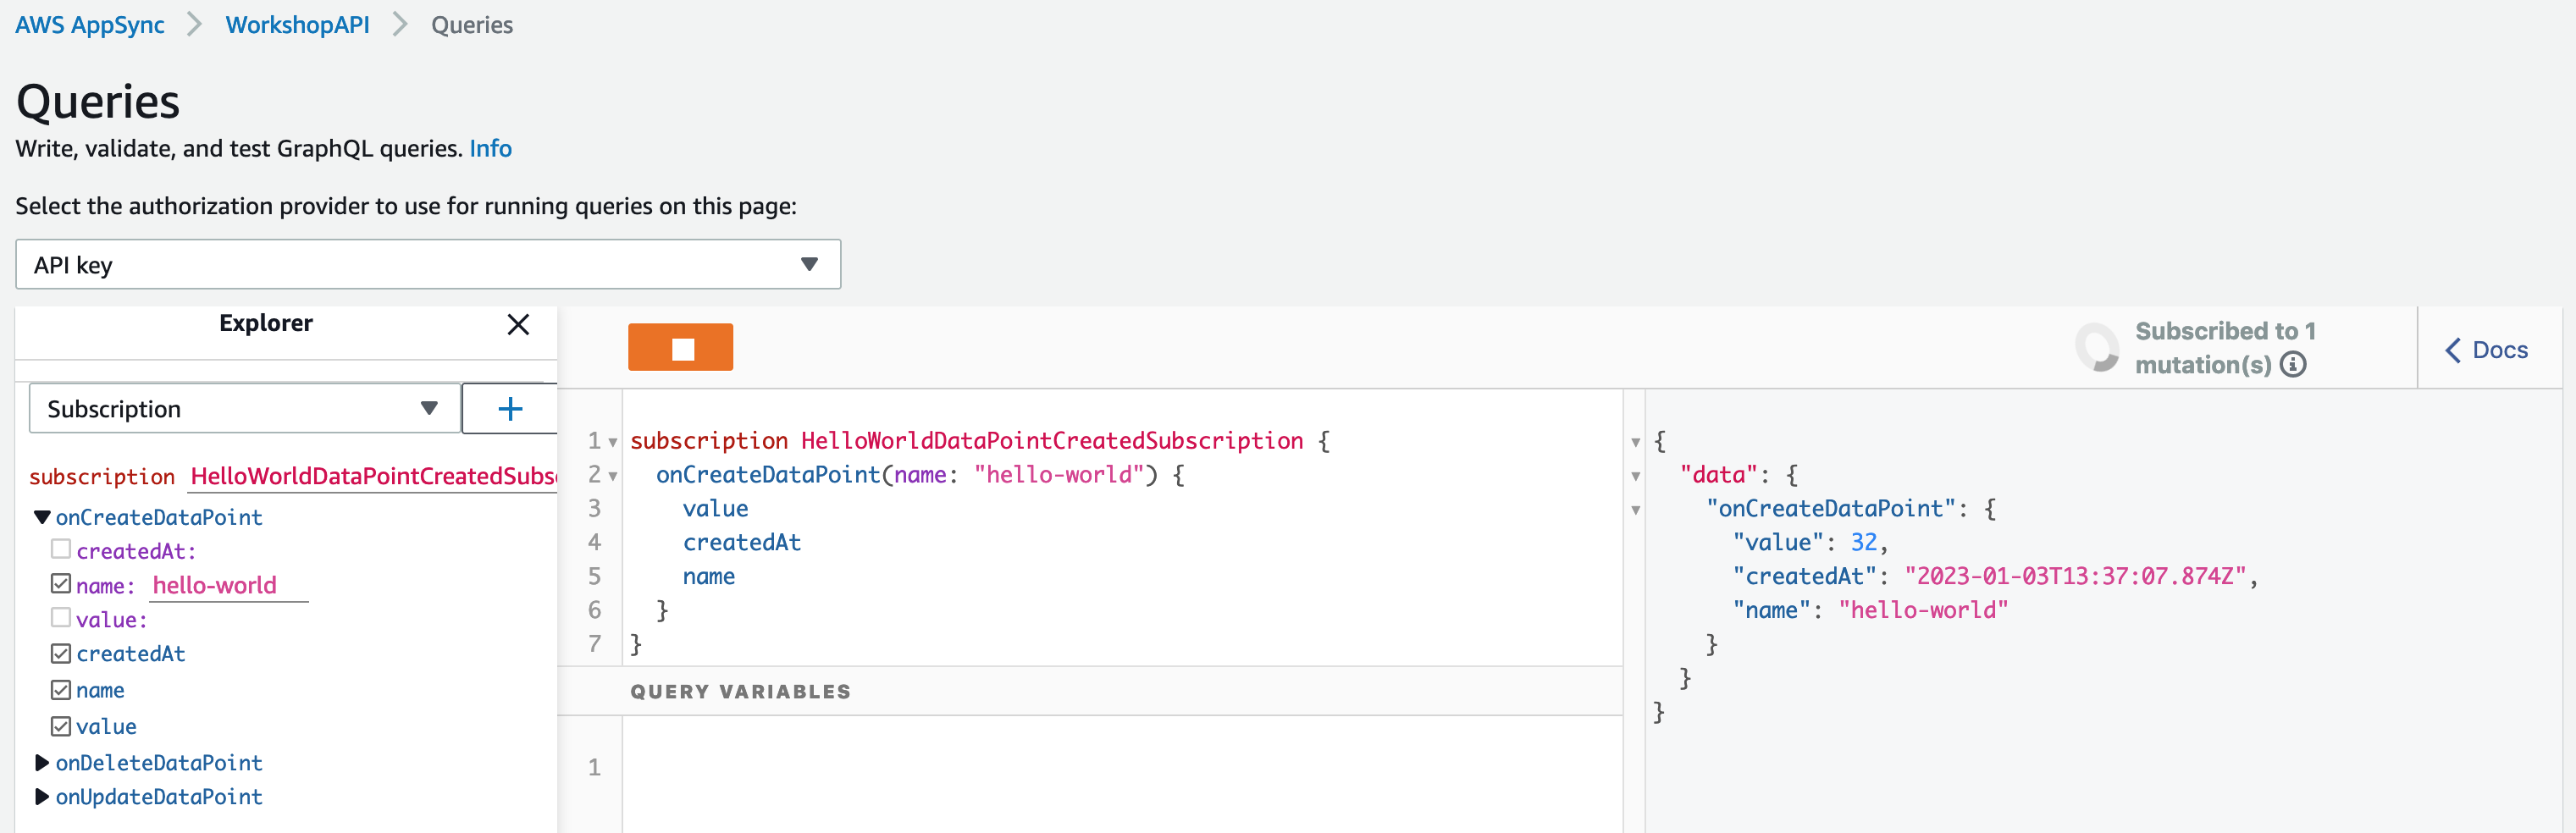 AWS AppSync > WorkshopAPI > Queries
Queries
Write, validate, and test GraphQL queries. Info
Select the authorization provider to use for running queries on this page:
API key
Explorer
Subscription
+
subscription HelloWorldDataPointCreatedSubs
onCreateDataPoint
createdAt:
name: hello-world
value:
createdAt
name
value
onDeleteDataPoint
onUpdateDataPoint
Subscribed to 1
mutation(s)
Docs
1 subscription HelloWorldDataPointCreatedSubscription {
2 onCreateDataPoint(name: "hello-world") {
3 value
4 createdAt
5 name
6 }
7 }
QUERY VARIABLES
1
{
"data": {
"onCreateDataPoint": {
"value": 32,
"createdAt": "2023-01-03T13:37:07.874Z",
"name": "hello-world"
}
}
}